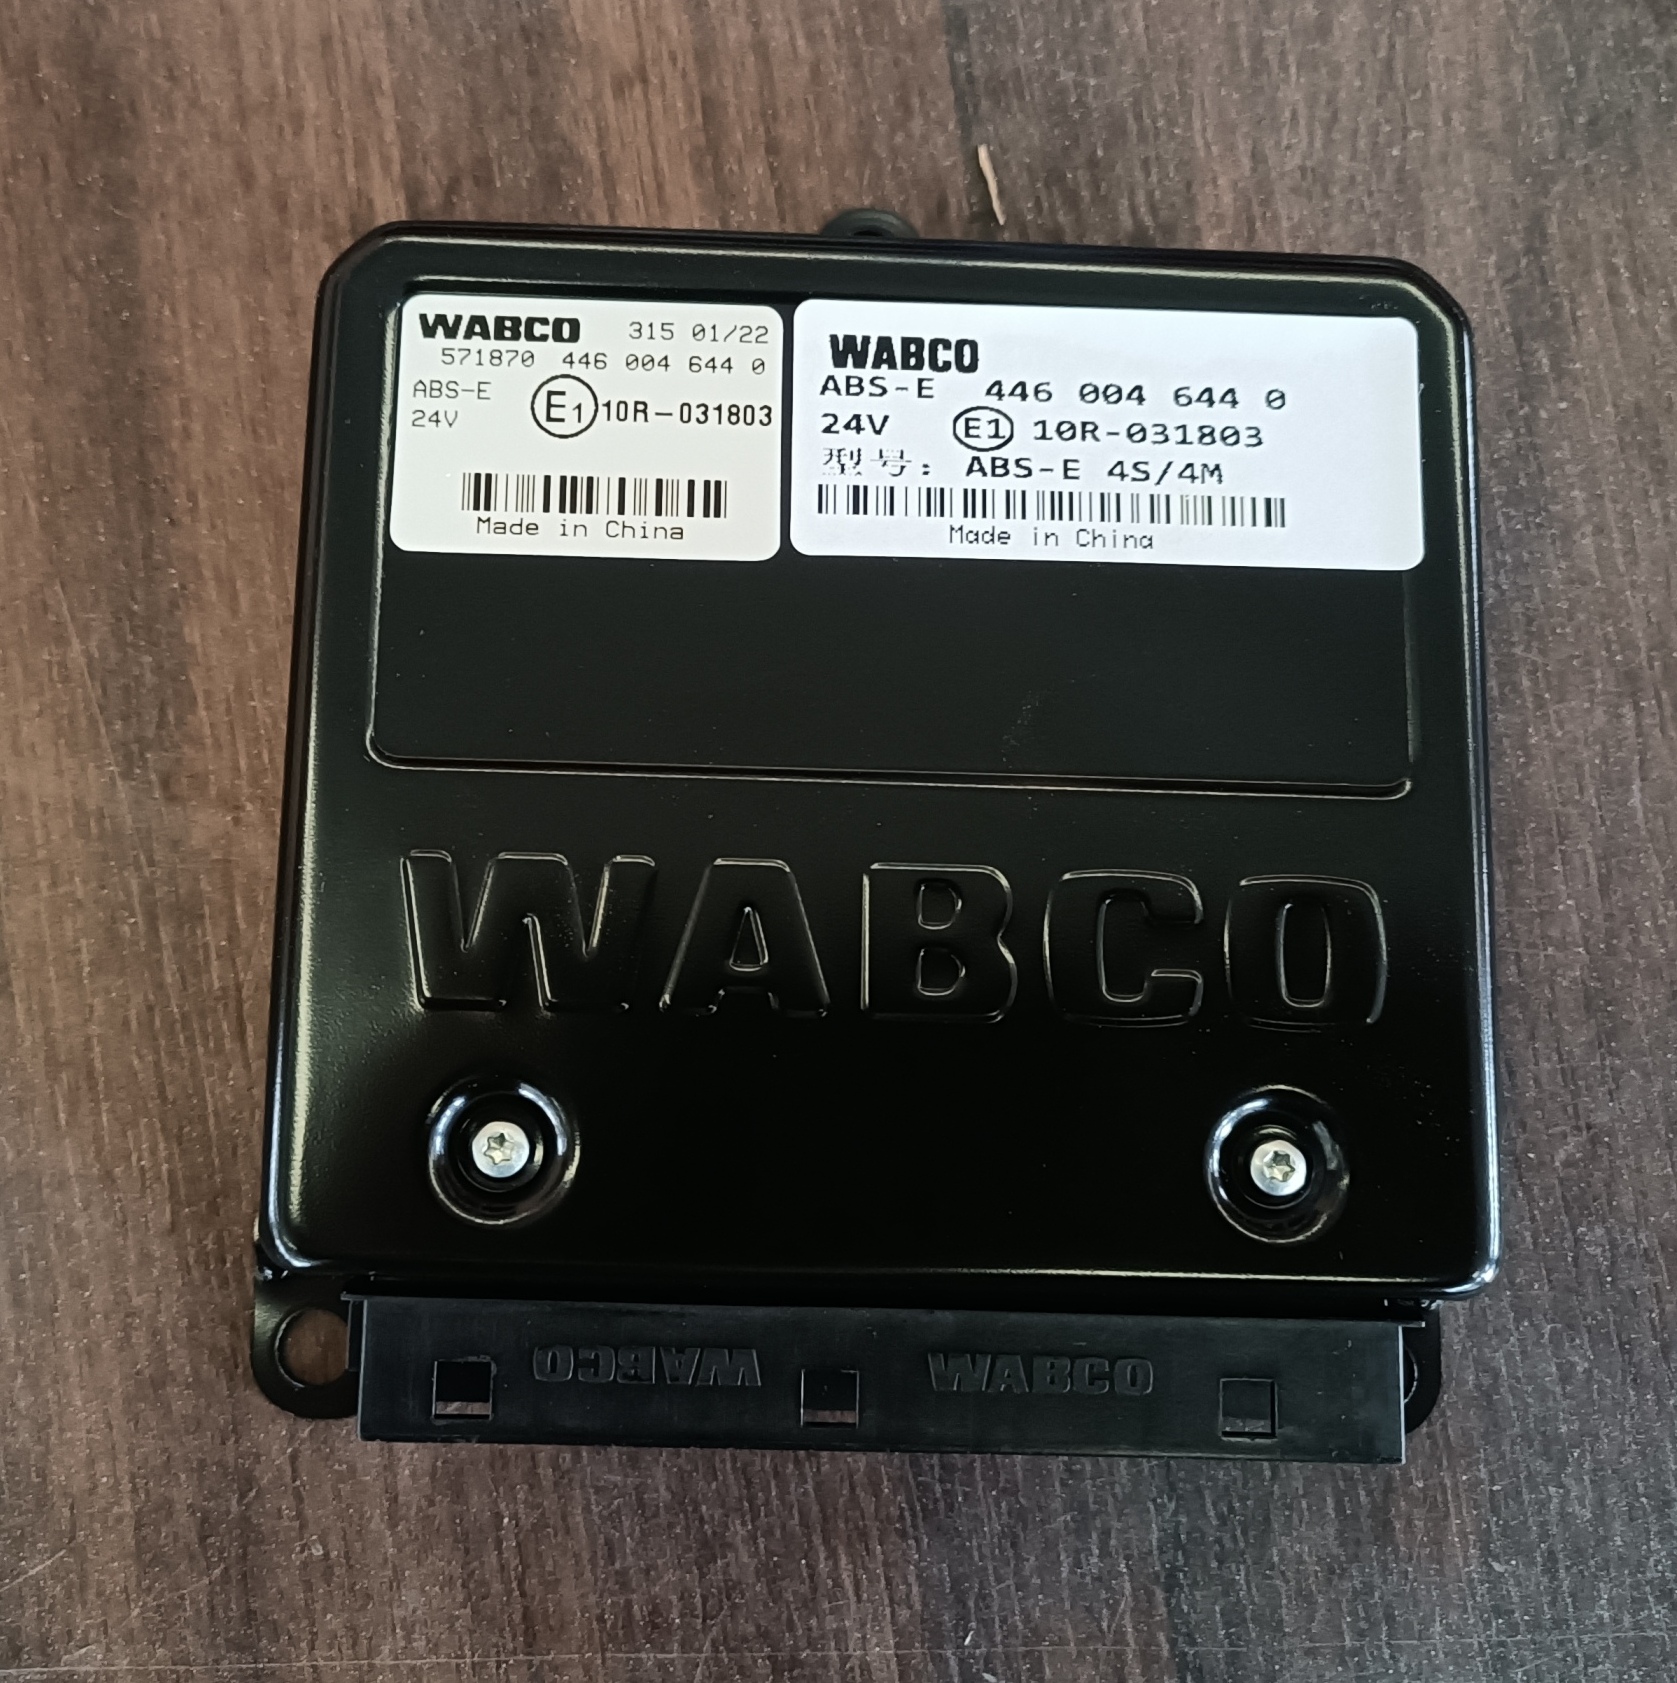 WABCO 315 01/22
571870 446 004 644 0
ABS-E
24V E1 10R-031803
Made in China
WABCO
ABS-E 446 004 644 0
24V E1 10R-031803
型号: ABS-E 4S/4M
Made in China
WABCO
WABCO WABCO